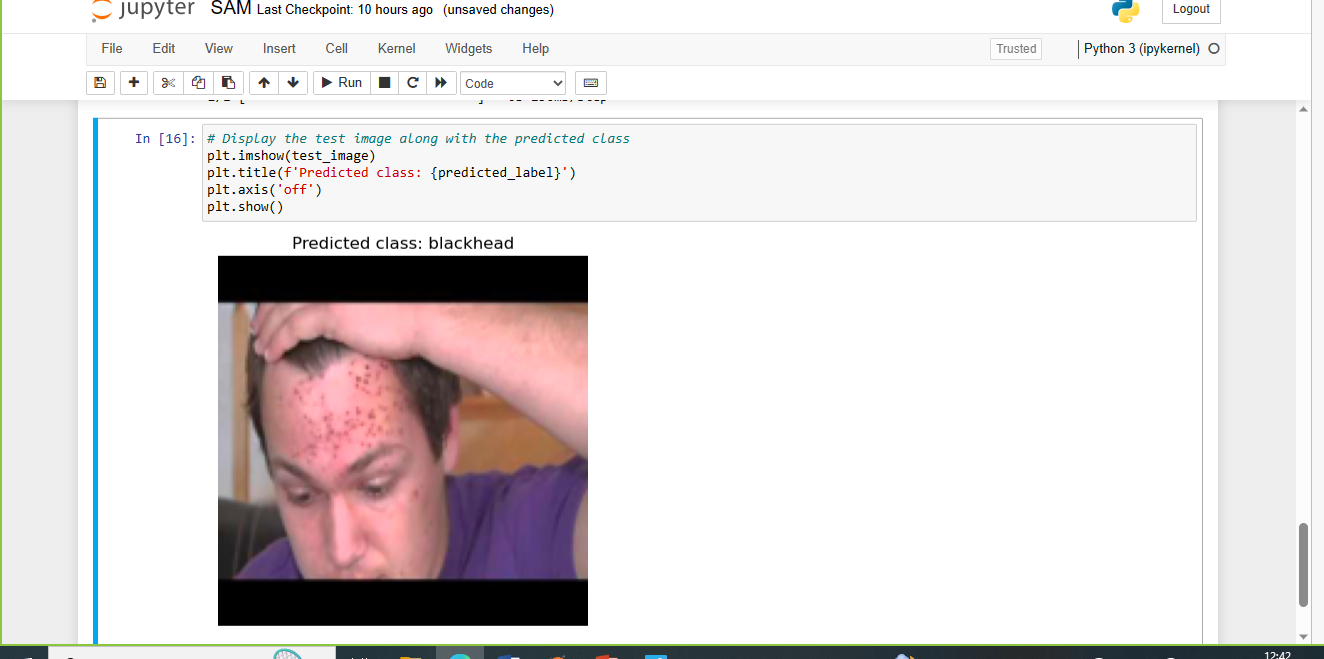 jupyter SAM Last Checkpoint: 10 hours ago (unsaved changes)
Logout
File Edit View Insert Cell Kernel Widgets Help
Trusted
Python 3 (ipykernel)
Run
Code
In [16]:
# Display the test image along with the predicted class
plt.imshow(test_image)
plt.title(f'Predicted class: {predicted_label}')
plt.axis('off')
plt.show()
Predicted class: blackhead
12:42